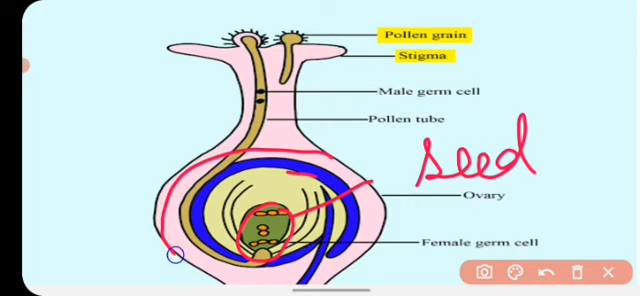 Pollen grain
Stigma
Male germ cell
Pollen tube
seed
Ovary
Female germ cell